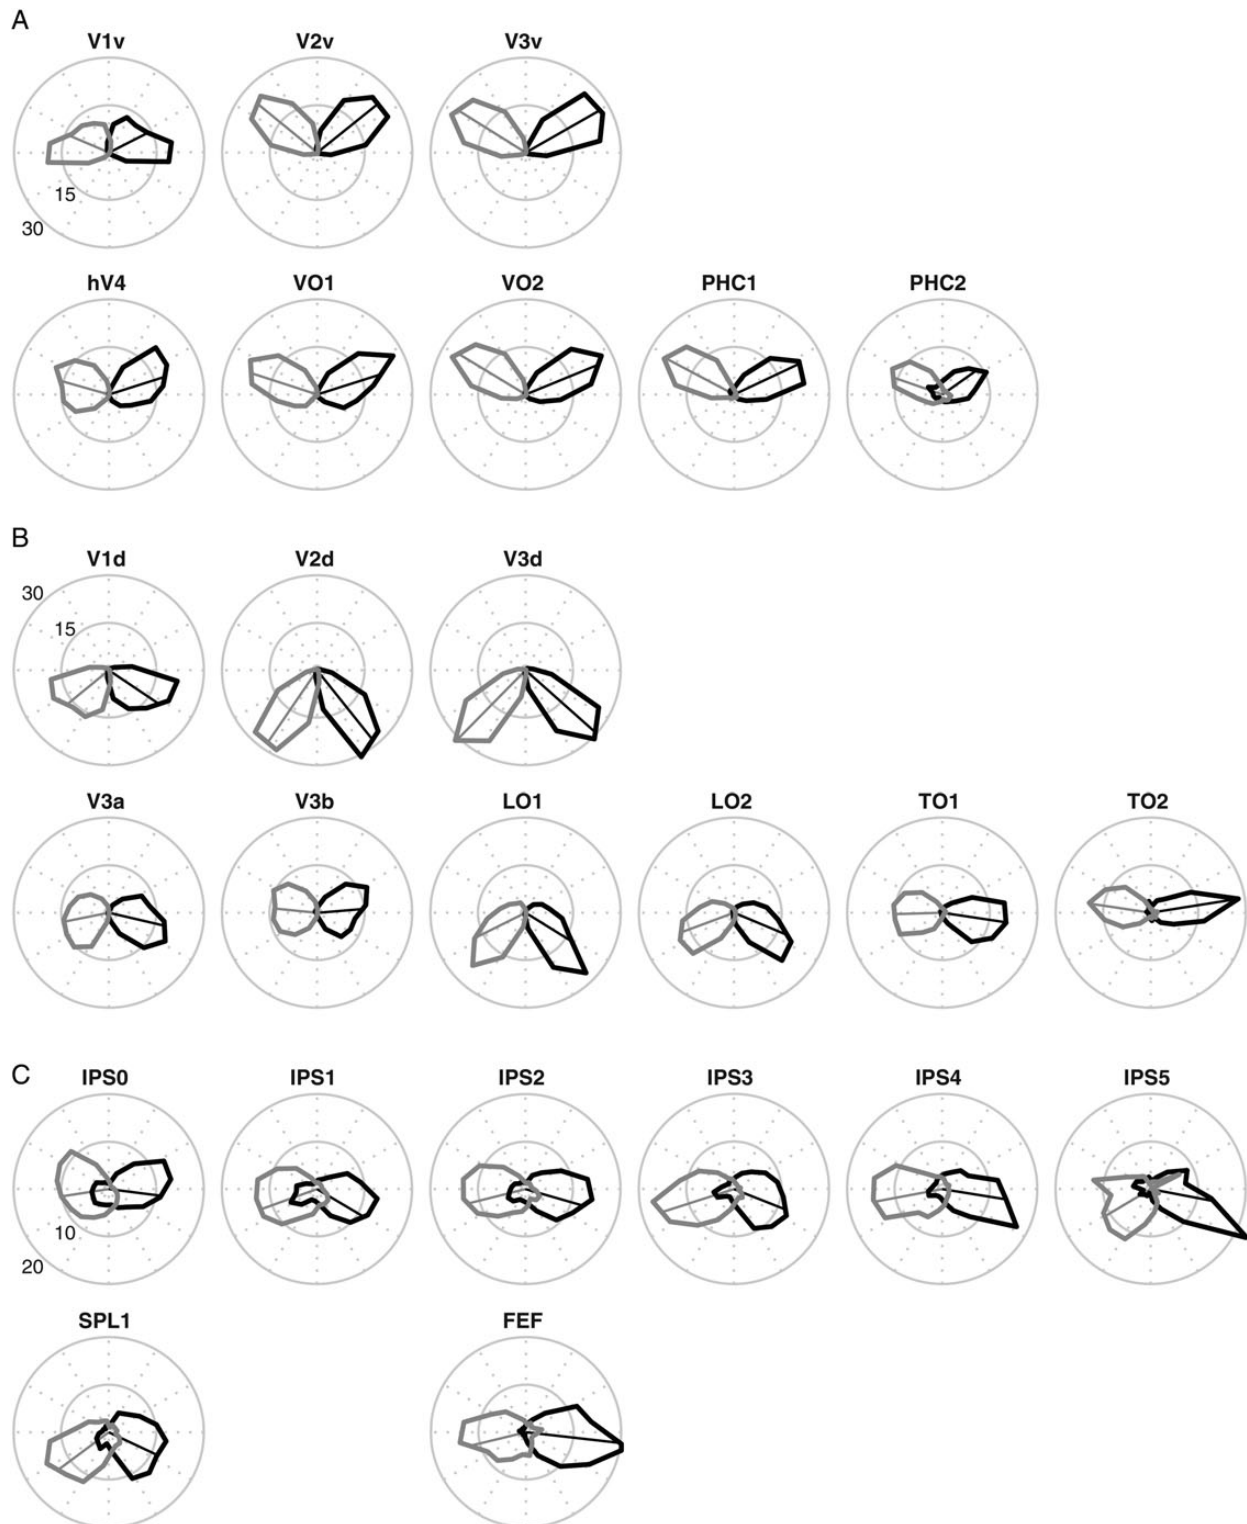 A
V1v V2v V3v
15
30
hV4 VO1 VO2 PHC1 PHC2
B
V1d V2d V3d
30
15
V3a V3b LO1 LO2 TO1 TO2
C
IPS0 IPS1 IPS2 IPS3 IPS4 IPS5
10
20
SPL1 FEF